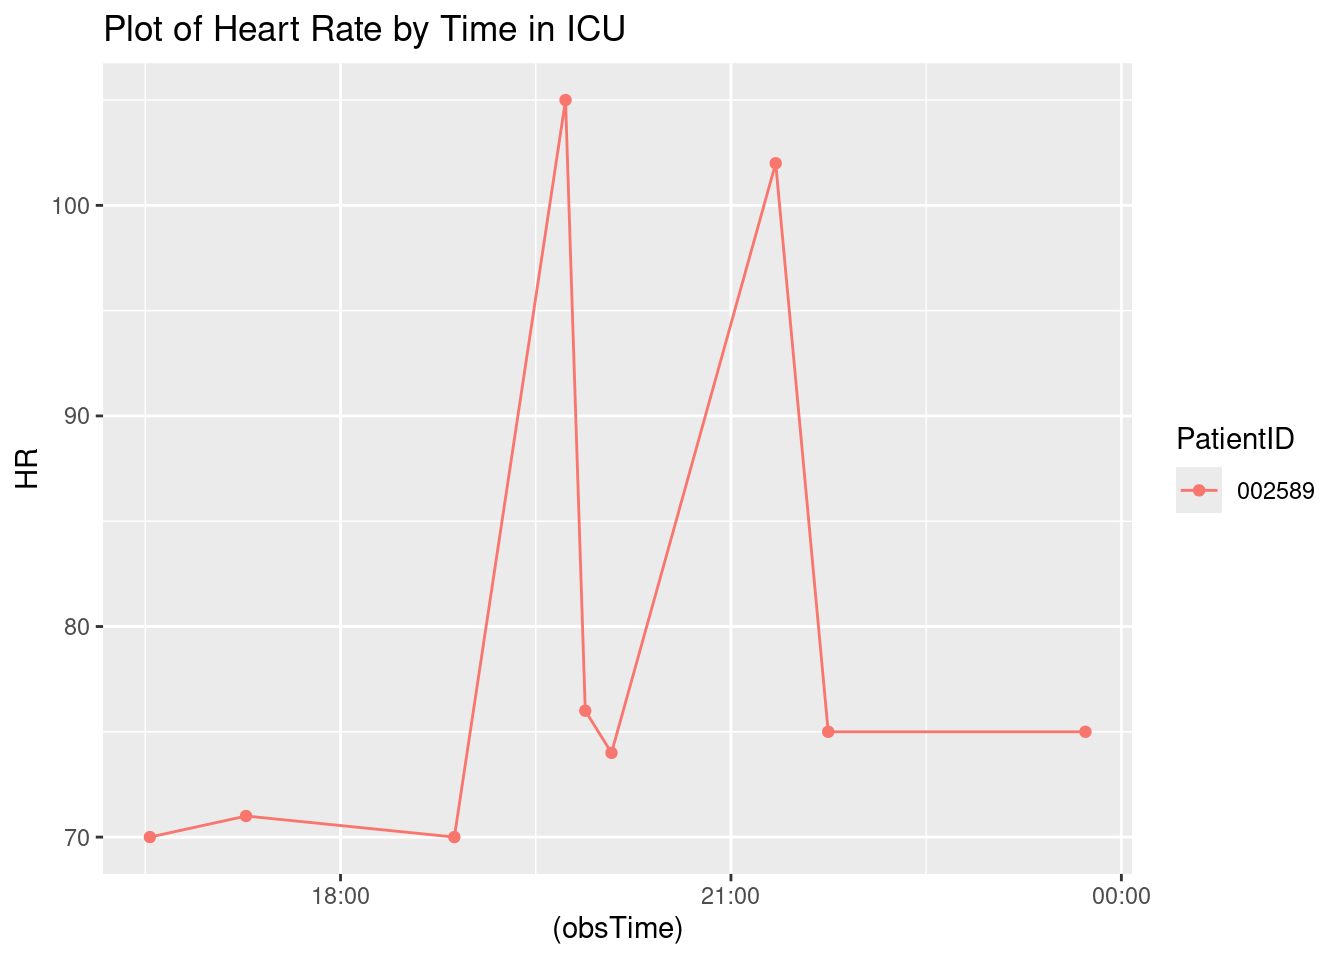 Plot of Heart Rate by Time in ICU
100
90
80
70
HR
18:00
21:00
00:00
(obsTime)
PatientID
002589